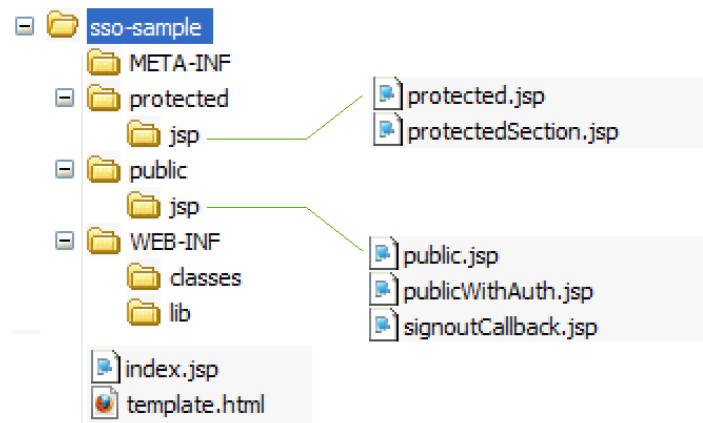 sso-sample
META-INF
protected
jsp
protected.jsp
protectedSection.jsp
public
jsp
public.jsp
publicWithAuth.jsp
signoutCallback.jsp
WEB-INF
classes
lib
index.jsp
template.html